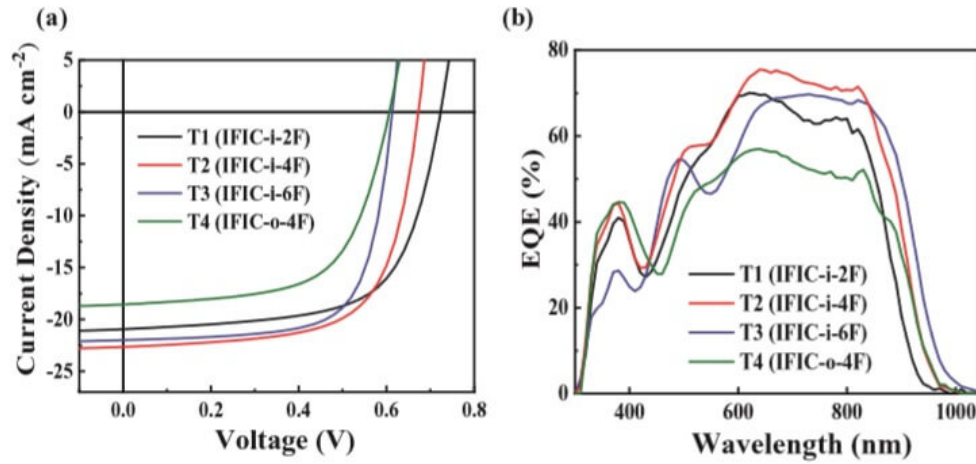 (a)
5
0
-5
-10
-15
-20
-25
0.0 0.2 0.4 0.6 0.8
Current Density (mA cm-2)
Voltage (V)
T1 (IFIC-i-2F)
T2 (IFIC-i-4F)
T3 (IFIC-i-6F)
T4 (IFIC-o-4F)
(b)
80
60
40
20
0
400 600 800 1000
EQE (%)
Wavelength (nm)
T1 (IFIC-i-2F)
T2 (IFIC-i-4F)
T3 (IFIC-i-6F)
T4 (IFIC-o-4F)